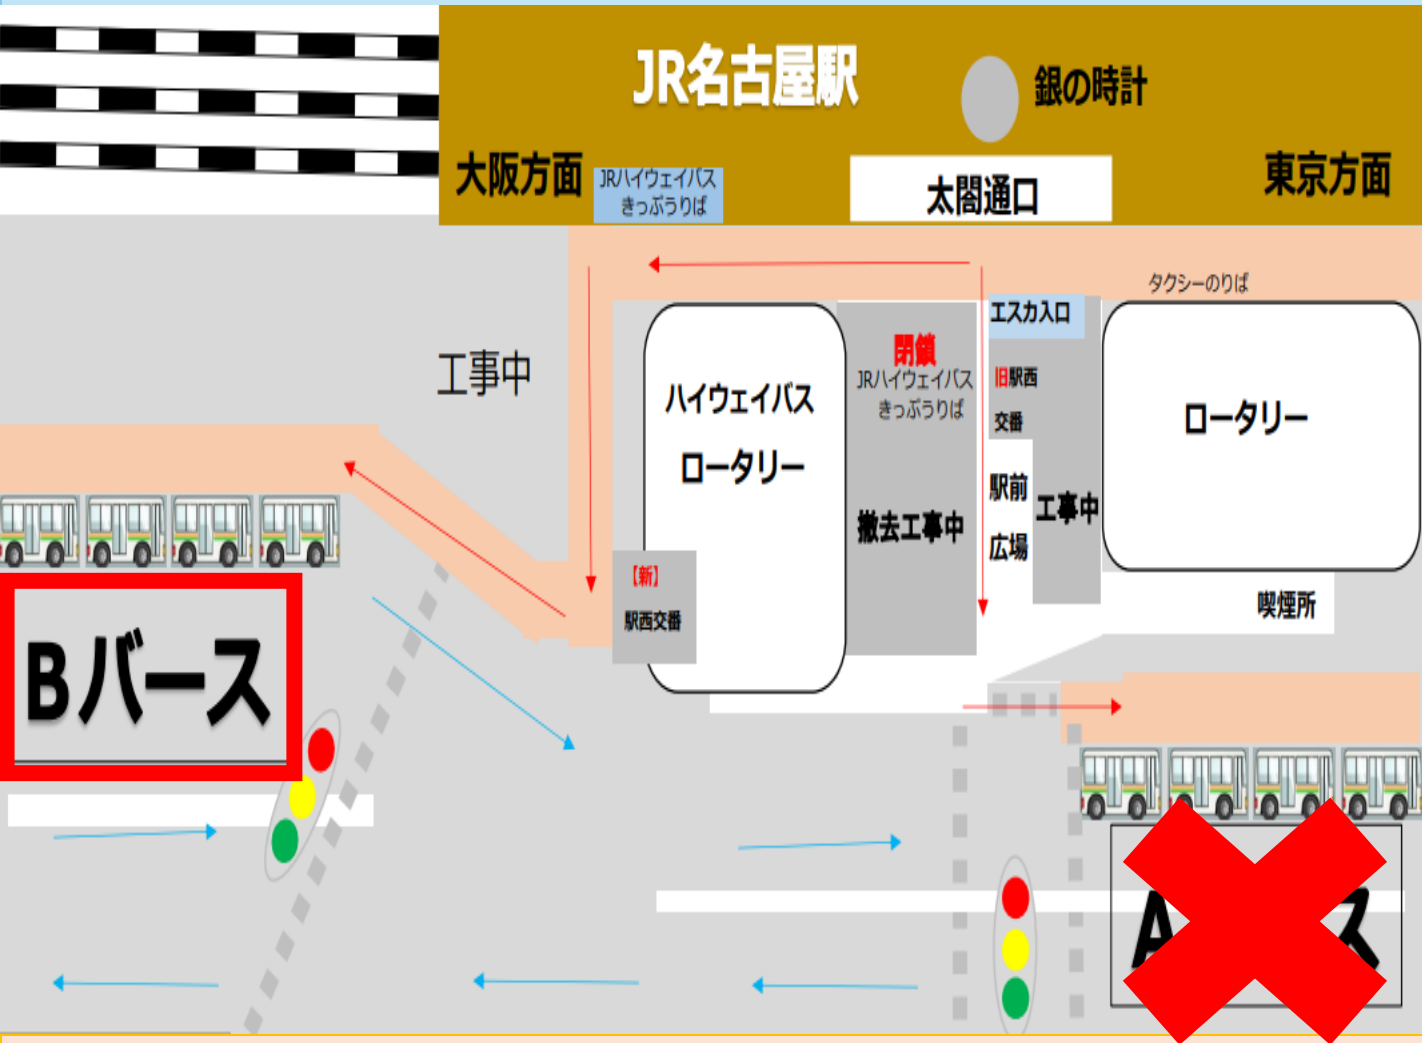 JR名古屋駅
銀の時計
大阪方面
JRハイウェイバス
きっぷうりば
太閤通口
東京方面
タクシーのりば
エスカ入口
工事中
ハイウェイバス
ロータリー
閉鎖
JRハイウェイバス
きっぷうりば
撤去工事中
旧駅西
交番
駅前
広場
工事中
ロータリー
【新】
駅西交番
喫煙所
Bバース
A
ス